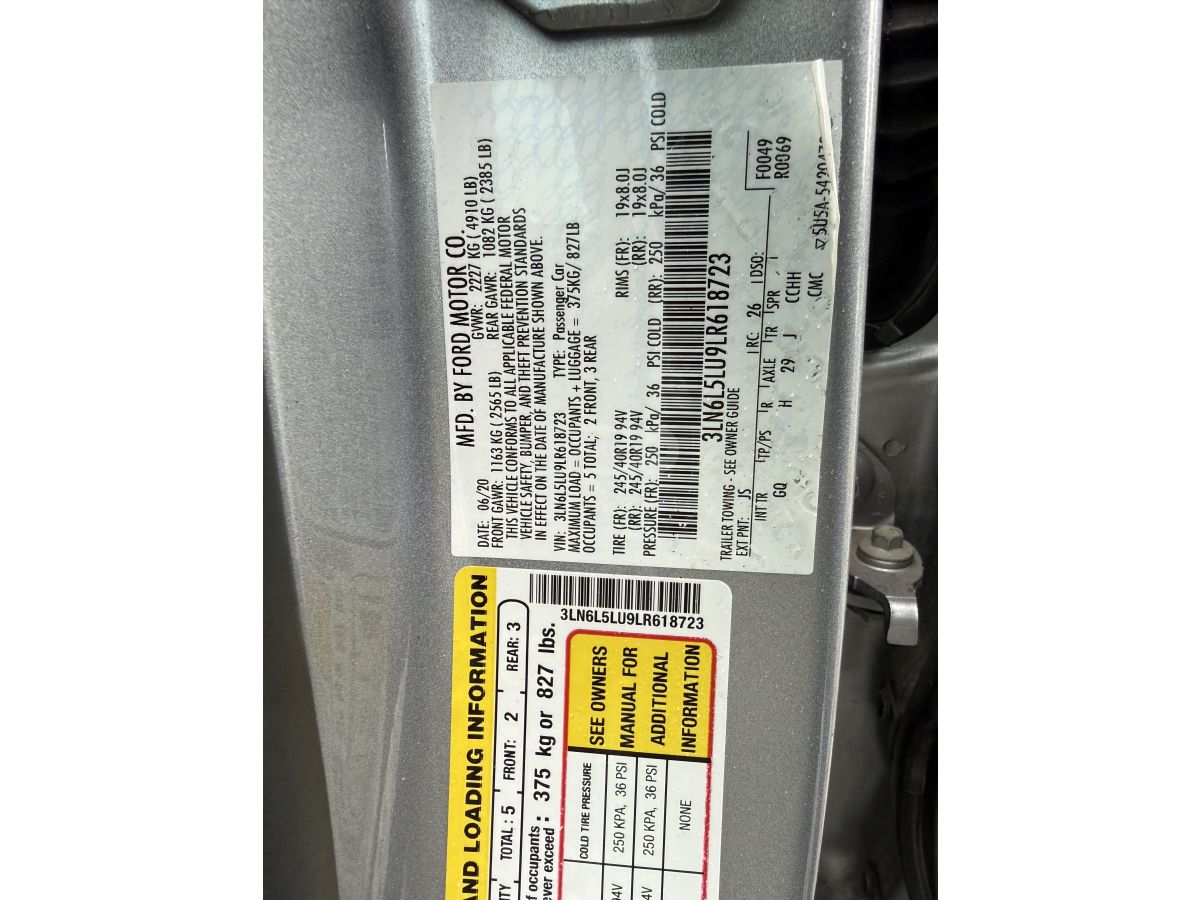 MFD. BY FORD MOTOR CO.
DATE: 06/20 GVWR: 2227 KG ( 4910 LB)
FRONT GAWR: 1163 KG ( 2565 LB) REAR GAWR: 1082 KG ( 2385 LB)
THIS VEHICLE CONFORMS TO ALL APPLICABLE FEDERAL MOTOR
VEHICLE SAFETY, BUMPER, AND THEFT PREVENTION STANDARDS
IN EFFECT ON THE DATE OF MANUFACTURE SHOWN ABOVE.
VIN: 3LN6L5LU9LR618723 TYPE: Passenger Car
MAXIMUM LOAD = OCCUPANTS + LUGGAGE = 375KG/ 827LB
OCCUPANTS = 5 TOTAL; 2 FRONT, 3 REAR
TIRE (FR): 245/40R19 94V RIMS (FR): 19x8.0J
(RR): 245/40R19 94V (RR): 19x8.0J
PRESSURE (FR): 250 kPa/ 36 PSI COLD (RR): 250 kPa/ 36 PSI COLD
3LN6L5LU9LR618723
TRAILER TOWING - SEE OWNER GUIDE
EXT PNT: JS RC: 26 DSO: F0049
INT TR TP/PS R AXLE TR SPR R0069
GQ H 29 J CCHH
CMC
AND LOADING INFORMATION
TOTAL : 5 FRONT: 2 REAR: 3
of occupants
ever exceed : 375 kg or 827 lbs.
3LN6L5LU9LR618723
COLD TIRE PRESSURE
250 KPA, 36 PSI
250 KPA, 36 PSI
NONE
SEE OWNERS
MANUAL FOR
ADDITIONAL
INFORMATION